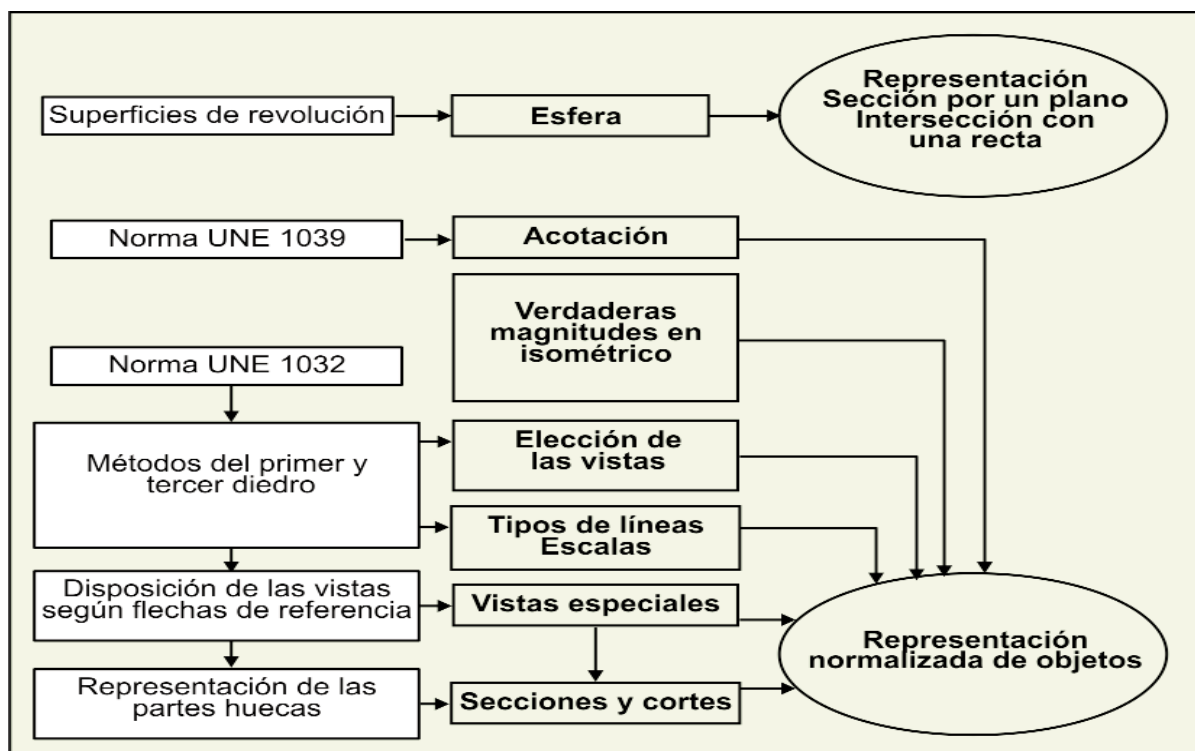 Superficies de revolución
Esfera
Representación
Sección por un plano
Intersección con
una recta
Norma UNE 1039
Acotación
Verdaderas
magnitudes en
isométrico
Norma UNE 1032
Métodos del primer y
tercer diedro
Elección de
las vistas
Tipos de líneas
Escalas
Disposición de las vistas
según flechas de referencia
Vistas especiales
Representación
normalizada de objetos
Representación de las
partes huecas
Secciones y cortes